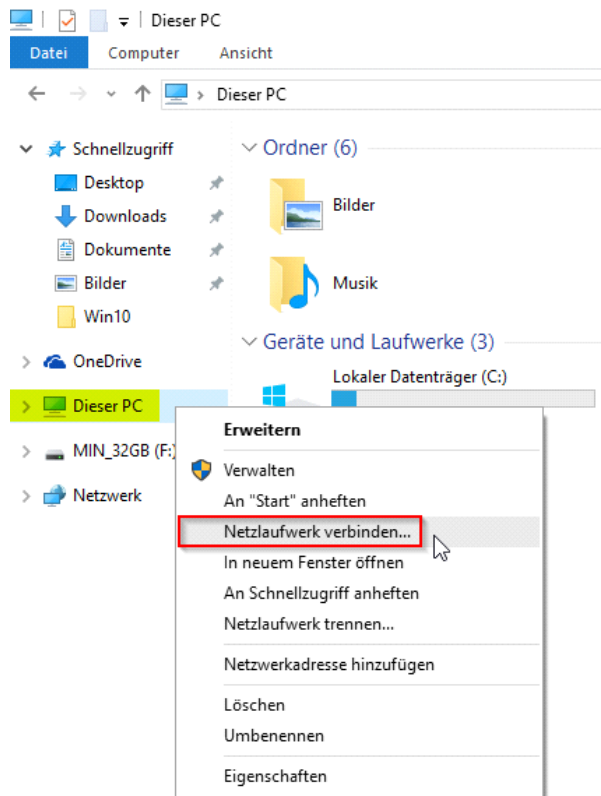 Dieser PC
Datei Computer Ansicht
Dieser PC
Schnellzugriff
Desktop
Downloads
Dokumente
Bilder
Win10
OneDrive
Dieser PC
MIN_32GB (F:)
Netzwerk
Ordner (6)
Bilder
Musik
Geräte und Laufwerke (3)
Lokaler Datenträger (C:)
Erweitern
Verwalten
An "Start" anheften
Netzlaufwerk verbinden...
In neuem Fenster öffnen
An Schnellzugriff anheften
Netzlaufwerk trennen...
Netzwerkadresse hinzufügen
Löschen
Umbenennen
Eigenschaften